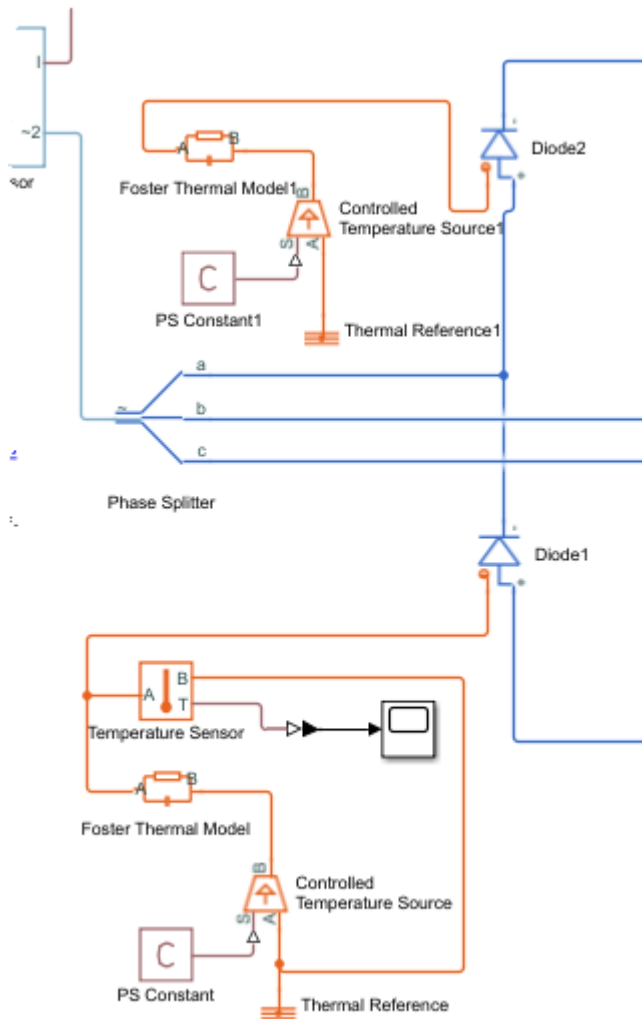 I
~2
sor
A
B
Foster Thermal Model1
B
S
A
Controlled
Temperature Source1
C
PS Constant1
Thermal Reference1
-
Diode2
+
~
a
b
c
Phase Splitter
-
Diode1
+
A
B
T
Temperature Sensor
A
B
Foster Thermal Model
B
S
A
Controlled
Temperature Source
C
PS Constant
Thermal Reference